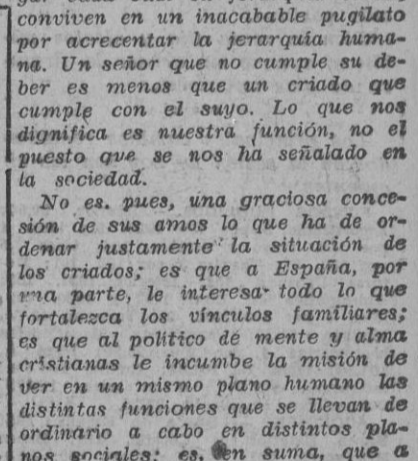 conviven en un inacabable pugilato
por acrecentar la jerarquía huma-
na. Un señor que no cumple su de-
ber es menos que un criado que
cumple con el suyo. Lo que nos
dignifica es nuestra función, no el
puesto que se nos ha señalado en
la sociedad.
No es. pues, una graciosa conce-
sión de sus amos lo que ha de or-
denar justamente la situación de
los criados; es que a España, por
una parte, le interesa todo lo que
fortalezca los vínculos familiares;
es que al político de mente y alma
cristianas le incumbe la misión de
ver en un mismo plano humano las
distintas funciones que se llevan de
ordinario a cabo en distintos pla-
nos sociales; es, en suma, que a